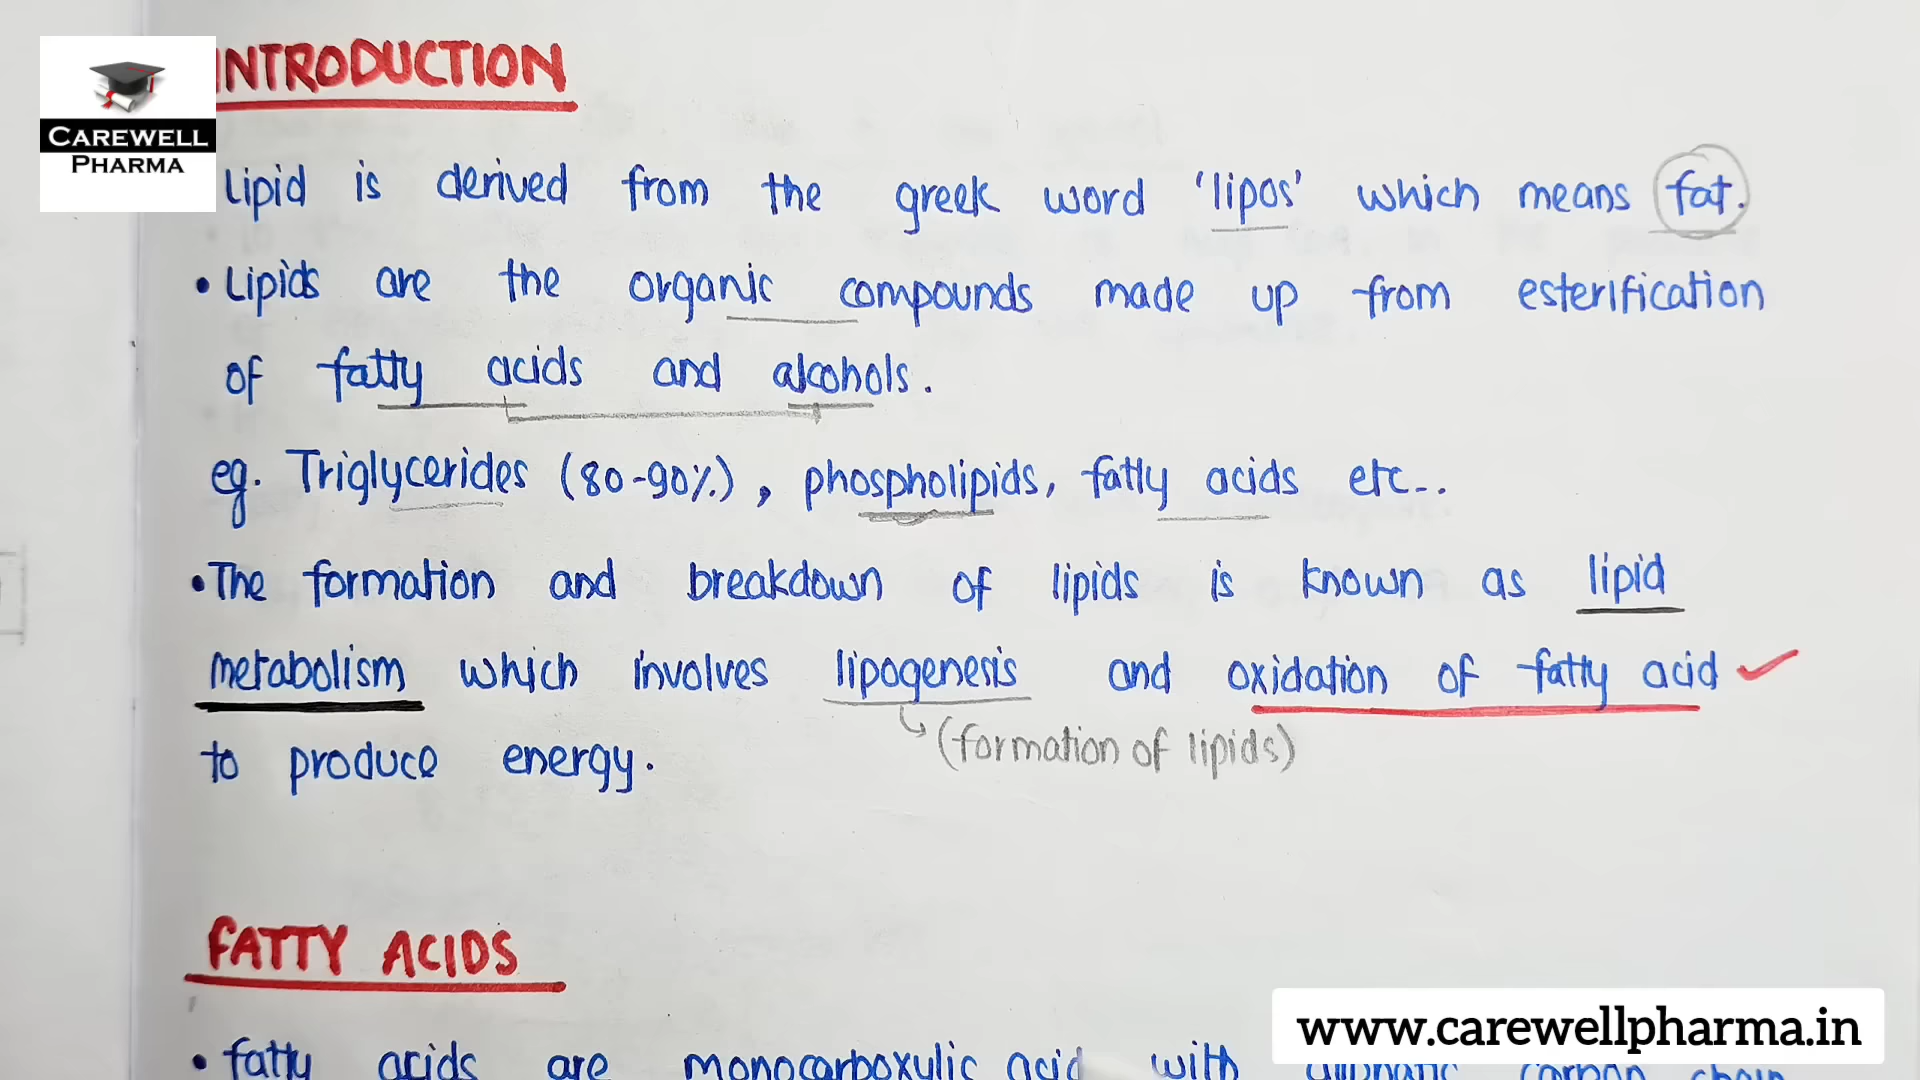 INTRODUCTION
CAREWELL
PHARMA
Lipid is derived from the greek word 'lipos' which means fat.
• Lipids are the organic compounds made up from esterification
of fatty acids and alcohols.
eg. Triglycerides (80-90%), phospholipids, fatty acids etc...
• The formation and breakdown of lipids is known as lipid
metabolism which involves lipogenesis and oxidation of fatty acid
(formation of lipids)
to produce energy.
FATTY ACIDS
• fatty acids are monocarboxylic acid with aliphatic carbon chain
www.carewellpharma.in